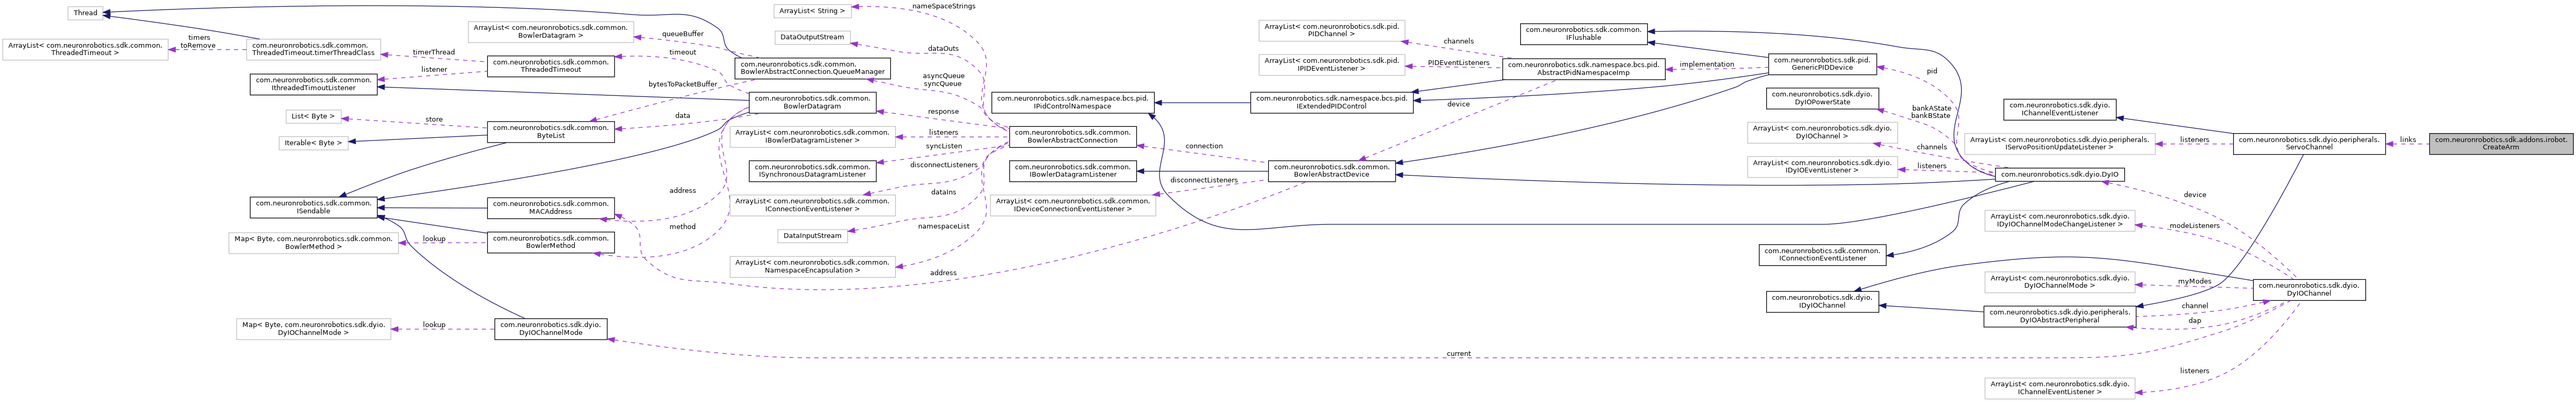 Thread
ArrayList< com.neuronrobotics.sdk.common.
ThreadedTimeout >
timers
toRemove
com.neuronrobotics.sdk.common.
ThreadedTimeout.timerThreadClass
com.neuronrobotics.sdk.common.
IthreadedTimoutListener
List< Byte >
Iterable< Byte >
store
com.neuronrobotics.sdk.common.
ISendable
Map< Byte, com.neuronrobotics.sdk.common.
BowlerMethod >
lookup
Map< Byte, com.neuronrobotics.sdk.dyio.
DyIOChannelMode >
lookup
ArrayList< com.neuronrobotics.sdk.common.
BowlerDatagram >
timerThread
listener
com.neuronrobotics.sdk.common.
ThreadedTimeout
com.neuronrobotics.sdk.common.
ByteList
com.neuronrobotics.sdk.common.
MACAddress
com.neuronrobotics.sdk.common.
BowlerMethod
com.neuronrobotics.sdk.dyio.
DyIOChannelMode
queueBuffer
timeout
bytesToPacketBuffer
data
address
method
ArrayList< String >
DataOutputStream
com.neuronrobotics.sdk.common.
BowlerAbstractConnection.QueueManager
com.neuronrobotics.sdk.common.
BowlerDatagram
ArrayList< com.neuronrobotics.sdk.common.
IBowlerDatagramListener >
com.neuronrobotics.sdk.common.
ISynchronousDatagramListener
ArrayList< com.neuronrobotics.sdk.common.
IConnectionEventListener >
DataInputStream
ArrayList< com.neuronrobotics.sdk.common.
NamespaceEncapsulation >
nameSpaceStrings
dataOuts
asyncQueue
syncQueue
response
listeners
syncListen
disconnectListeners
dataIns
namespaceList
address
com.neuronrobotics.sdk.namespace.bcs.pid.
IPidControlNamespace
com.neuronrobotics.sdk.common.
BowlerAbstractConnection
com.neuronrobotics.sdk.common.
IBowlerDatagramListener
ArrayList< com.neuronrobotics.sdk.common.
IDeviceConnectionEventListener >
connection
disconnectListeners
ArrayList< com.neuronrobotics.sdk.pid.
PIDChannel >
ArrayList< com.neuronrobotics.sdk.pid.
IPIDEventListener >
com.neuronrobotics.sdk.namespace.bcs.pid.
IExtendedPIDControl
com.neuronrobotics.sdk.common.
BowlerAbstractDevice
channels
PIDEventListeners
device
current
com.neuronrobotics.sdk.common.
IFlushable
com.neuronrobotics.sdk.namespace.bcs.pid.
AbstractPidNamespaceImp
implementation
com.neuronrobotics.sdk.pid.
GenericPIDDevice
com.neuronrobotics.sdk.dyio.
DyIOPowerState
ArrayList< com.neuronrobotics.sdk.dyio.
DyIOChannel >
ArrayList< com.neuronrobotics.sdk.dyio.
IDyIOEventListener >
com.neuronrobotics.sdk.common.
IConnectionEventListener
com.neuronrobotics.sdk.dyio.
IDyIOChannel
pid
bankAState
bankBState
channels
listeners
com.neuronrobotics.sdk.dyio.
IChannelEventListener
ArrayList< com.neuronrobotics.sdk.dyio.peripherals.
IServoPositionUpdateListener >
com.neuronrobotics.sdk.dyio.DyIO
ArrayList< com.neuronrobotics.sdk.dyio.
IDyIOChannelModeChangeListener >
ArrayList< com.neuronrobotics.sdk.dyio.
DyIOChannelMode >
com.neuronrobotics.sdk.dyio.peripherals.
DyIOAbstractPeripheral
ArrayList< com.neuronrobotics.sdk.dyio.
IChannelEventListener >
listeners
device
modeListeners
myModes
channel
dap
listeners
com.neuronrobotics.sdk.dyio.peripherals.
ServoChannel
com.neuronrobotics.sdk.dyio.
DyIOChannel
links
com.neuronrobotics.sdk.addons.irobot.
CreateArm